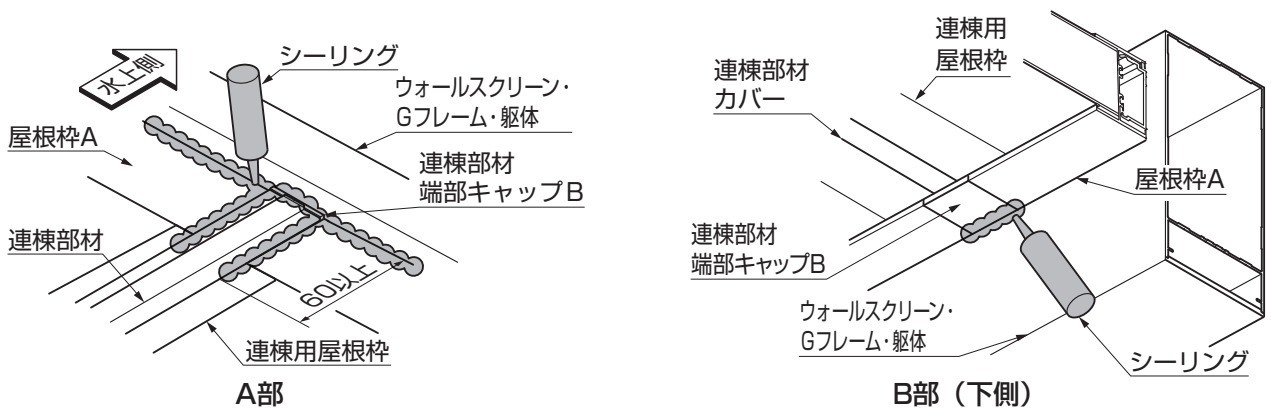 水上側
シーリング
ウォールスクリーン・
Gフレーム・躯体
屋根枠A
連棟部材
端部キャップB
連棟部材
60以上
連棟用屋根枠
A部
連棟用
屋根枠
連棟部材
カバー
屋根枠A
連棟部材
端部キャップB
ウォールスクリーン・
Gフレーム・躯体
シーリング
B部（下側）